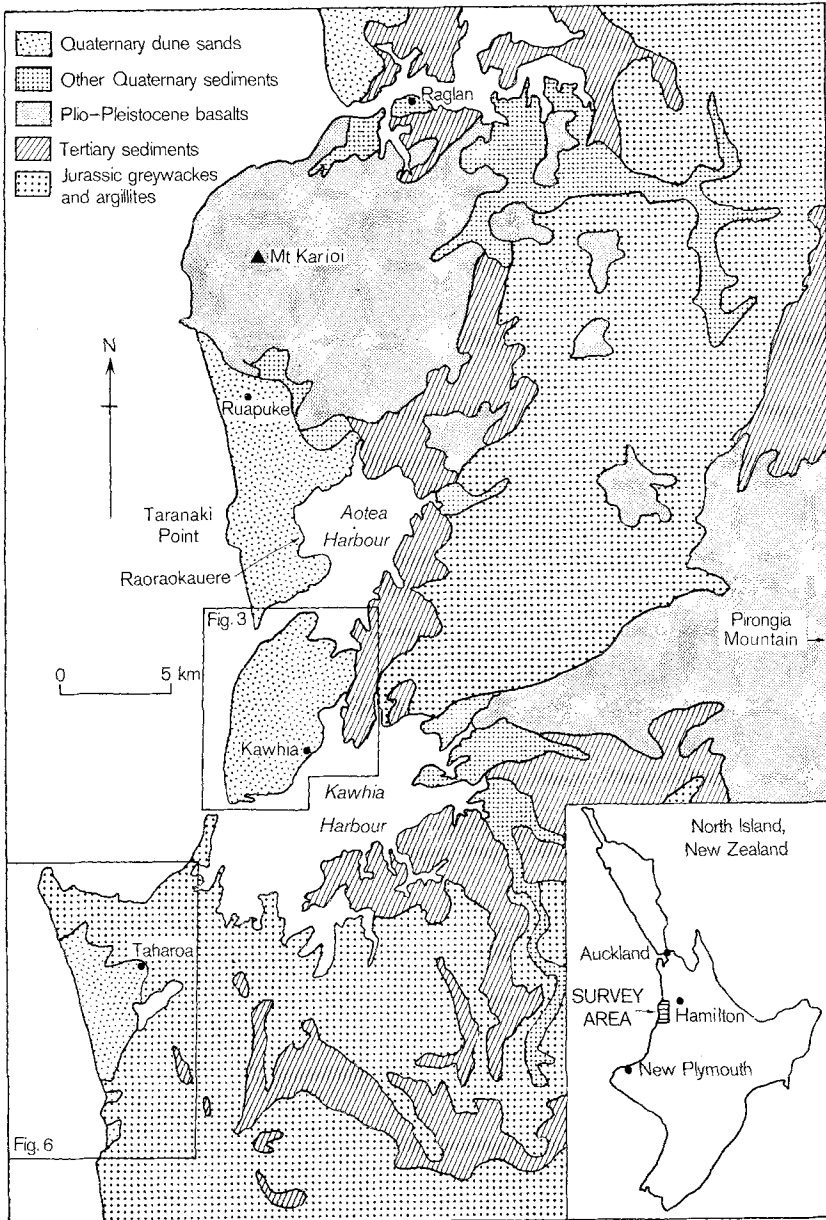 Quaternary dune sands
Other Quaternary sediments
Plio-Pleistocene basalts
Tertiary sediments
Jurassic greywackes
and argillites
Raglan
Mt Karioi
N
Ruapuke
Taranaki
Point
Aotea
Harbour
Raoraokauere
Fig. 3
Pirongia
Mountain
0 5 km
Kawhia
Kawhia
Harbour
North Island,
New Zealand
Taharoa
Auckland
SURVEY
AREA
Hamilton
New Plymouth
Fig. 6